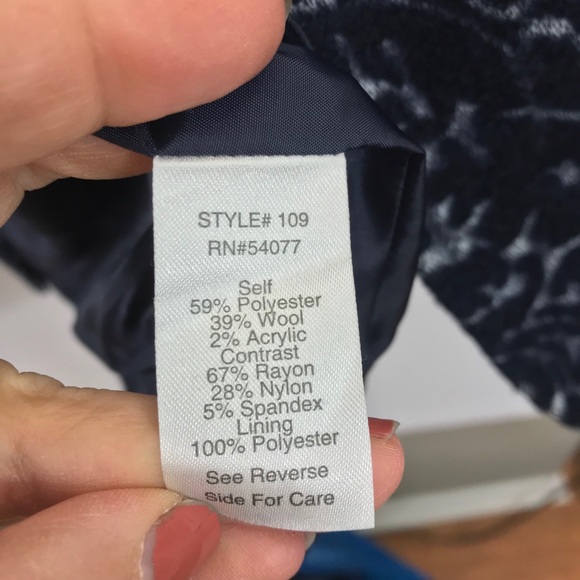 STYLE# 109
RN#54077
Self
59% Polyester
39% Wool
2% Acrylic
Contrast
67% Rayon
28% Nylon
5% Spandex
Lining
100% Polyester
See Reverse
Side For Care